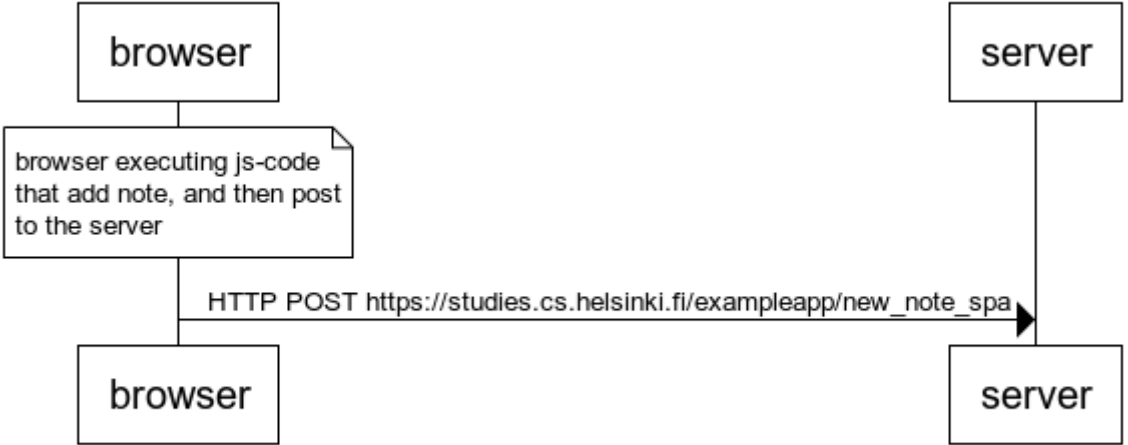 browser
server
browser executing js-code
that add note, and then post
to the server
HTTP POST https://studies.cs.helsinki.fi/exampleapp/new_note_spa
browser
server